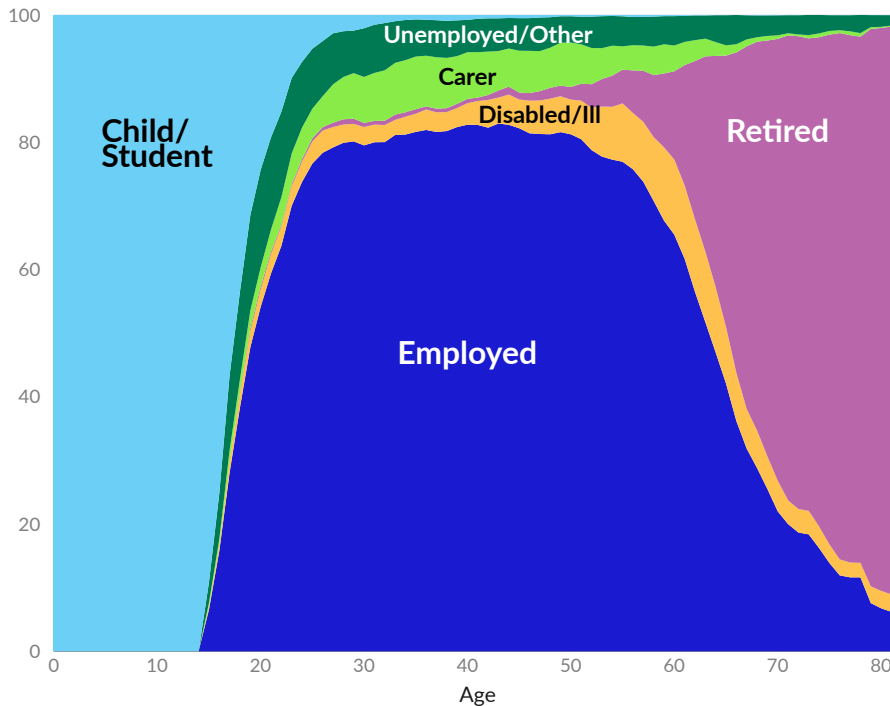 100
Unemployed/Other
Carer
Disabled/Ill
Child/
Student
Retired
80
60
Employed
40
20
0
0 10 20 30 40 50 60 70 80
Age